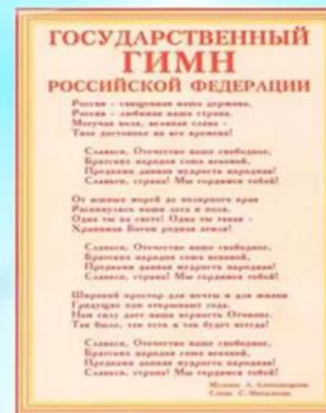 ГОСУДАРСТВЕННЫЙ
ГИМН
РОССИЙСКОЙ ФЕДЕРАЦИИ
Россия - священная наша держава,
Россия - любимая наша страна.
Могучая воля, великая слава -
Твое достоянье на все времена!
Славься, Отечество наше свободное,
Братских народов союз вековой,
Предками данная мудрость народная!
Славься, страна! Мы гордимся тобой!
От южных морей до полярного края
Раскинулись наши леса и поля.
Одна ты на свете! Одна ты такая -
Хранимая Богом родная земля!
Славься, Отечество наше свободное,
Братских народов союз вековой,
Предками данная мудрость народная!
Славься, страна! Мы гордимся тобой!
Широкий простор для мечты и для жизни
Грядущие нам открывают года.
Нам силу дает наша верность Отчизне.
Так было, так есть и так будет всегда!
Славься, Отечество наше свободное,
Братских народов союз вековой,
Предками данная мудрость народная!
Славься, страна! Мы гордимся тобой!
Музыка А. Александрова
Слова С. Михалкова